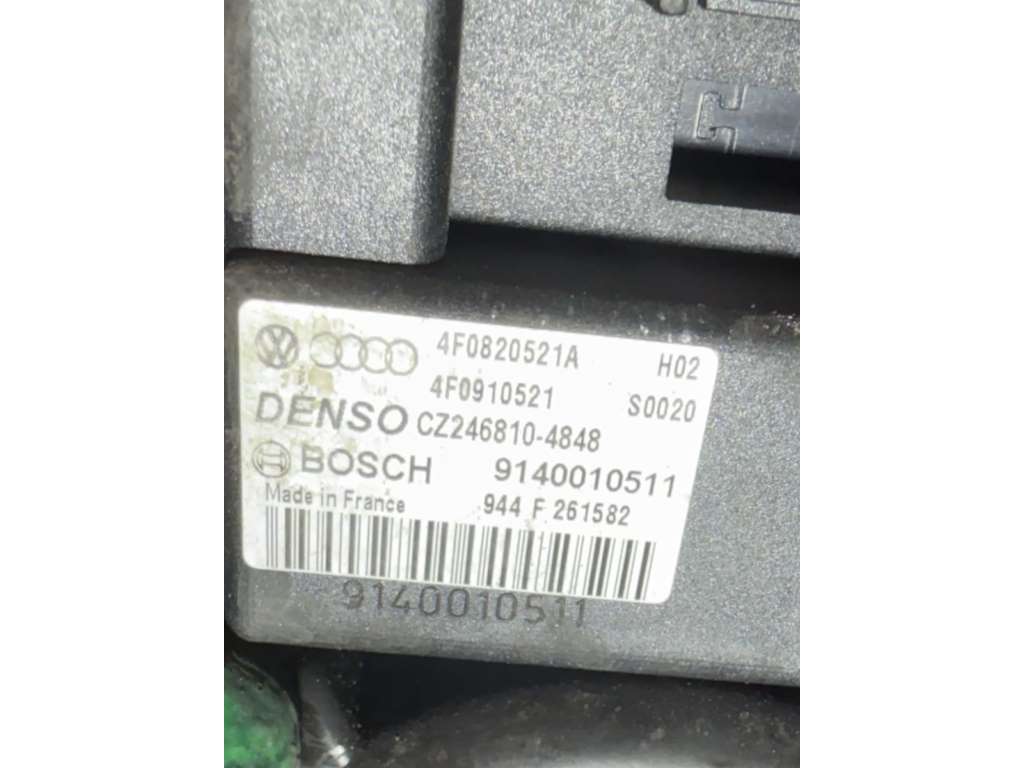 4F0820521A H02
4F0910521 S0020
DENSO CZ246810-4848
BOSCH 9140010511
Made in France 944 F 261582
9140010511